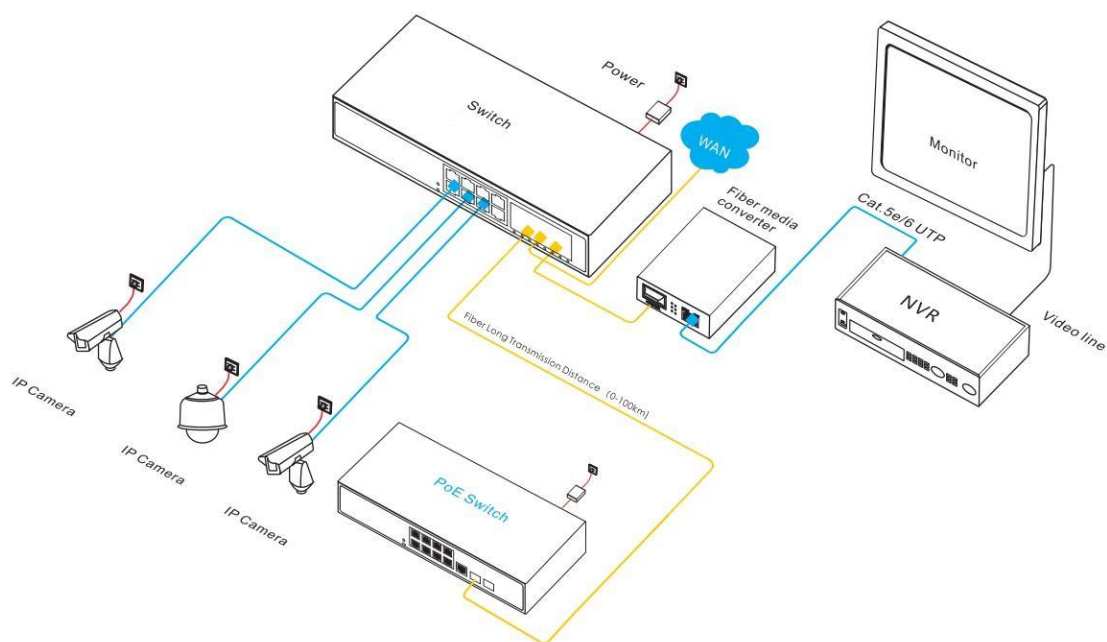 Power
Switch
WAN
Monitor
Fiber media
converter
Cat.5e/6 UTP
NVR
Video line
Fiber Long Transmission Distance (0-100km)
IP Camera
IP Camera
IP Camera
PoE Switch